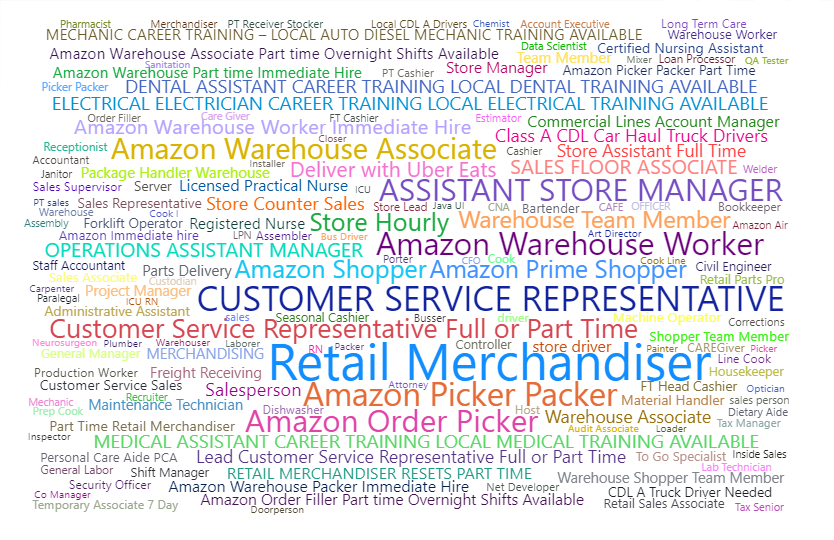 Pharmacist Merchandiser PT Receiver Stocker Local CDL A Drivers Chemist Account Executive Long Term Care
MECHANIC CAREER TRAINING – LOCAL AUTO DIESEL MECHANIC TRAINING AVAILABLE Warehouse Worker
Amazon Warehouse Associate Part time Overnight Shifts Available Data Scientist Certified Nursing Assistant
Team Member Mixer Loan Processor QA Tester
Sanitation
Amazon Warehouse Part time Immediate Hire PT Cashier Store Manager Amazon Picker Packer Part Time
Picker Packer DENTAL ASSISTANT CAREER TRAINING LOCAL DENTAL TRAINING AVAILABLE
ELECTRICAL ELECTRICIAN CAREER TRAINING LOCAL ELECTRICAL TRAINING AVAILABLE
Order Filler Care Giver FT Cashier Estimator Commercial Lines Account Manager
Amazon Warehouse Worker Immediate Hire Class A CDL Car Haul Truck Drivers
Closer
Receptionist Amazon Warehouse Associate Cashier Store Assistant Full Time
Accountant Installer
Janitor Package Handler Warehouse Deliver with Uber Eats SALES FLOOR ASSOCIATE Welder
Sales Supervisor Server Licensed Practical Nurse ICU ASSISTANT STORE MANAGER
PT sales Sales Representative Store Counter Sales Store Lead Java UI CNA Bartender CAFE OFFICER Bookkeeper
Warehouse Cook I
Assembly Forklift Operator Registered Nurse Store Hourly Warehouse Team Member Amazon Air
Amazon Immediate hire LPN Assembler Bus Driver Art Director
OPERATIONS ASSISTANT MANAGER Amazon Warehouse Worker
Staff Accountant Porter CFO Cook Cook Line
Parts Delivery Amazon Shopper Amazon Prime Shopper Civil Engineer
Sales Associate Custodian Retail Parts Pro
Carpenter Project Manager
Paralegal ICU RN CUSTOMER SERVICE REPRESENTATIVE
Administrative Assistant sales Seasonal Cashier Busser driver Machine Operator Corrections
Customer Service Representative Full or Part Time Shopper Team Member
Neurosurgeon Plumber Warehouser Laborer RN Packer Controller store driver Painter CAREGiver Picker
General Manager MERCHANDISING Retail Merchandiser Line Cook
Production Worker Freight Receiving Housekeeper
Customer Service Sales Salesperson Attorney FT Head Cashier Optician
Recruiter Amazon Picker Packer
Mechanic Maintenance Technician Material Handler sales person
Prep Cook Dishwasher Host Warehouse Associate Dietary Aide
Part Time Retail Merchandiser Amazon Order Picker Audit Associate Loader Tax Manager
Inspector MEDICAL ASSISTANT CAREER TRAINING LOCAL MEDICAL TRAINING AVAILABLE
Personal Care Aide PCA Lead Customer Service Representative Full or Part Time To Go Specialist Inside Sales
General Labor Shift Manager RETAIL MERCHANDISER RESETS PART TIME Lab Technician
Warehouse Shopper Team Member
Security Officer Amazon Warehouse Packer Immediate Hire Net Developer
Co Manager CDL A Truck Driver Needed
Temporary Associate 7 Day Amazon Order Filler Part time Overnight Shifts Available Retail Sales Associate Tax Senior
Doorperson